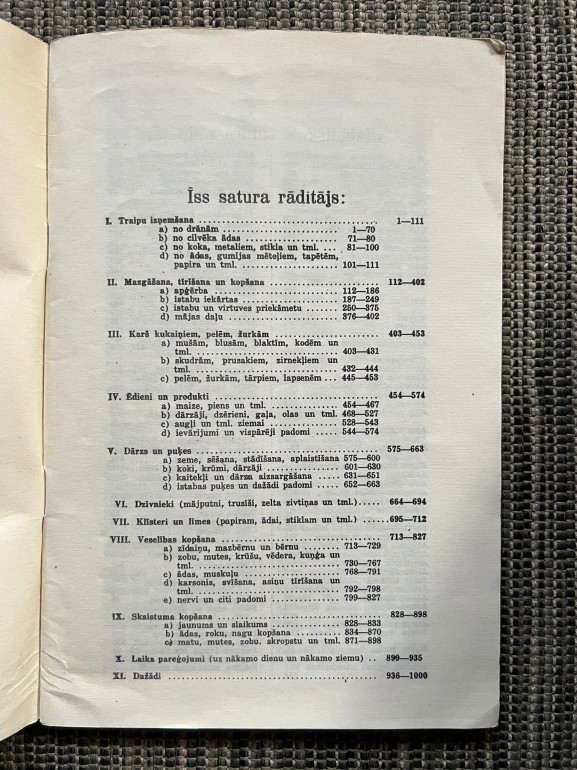 Īss satura rādītājs:
I. Traipu izņemšana .......... 1—111
a) no drānām .......... 1—70
b) no cilvēka ādas .......... 71—80
c) no koka, metaliem, stikla un tml. ... 81—100
d) no ādas, gumijas mēteļiem, tapētēm,
papira un tml. .......... 101—111
II. Mazgāšana, tīrīšana un kopšana .......... 112—402
a) apģērba .......... 112—186
b) istabu iekārtas .......... 187—249
c) istabu un virtuves priekšmetu .......... 250—375
d) mājas daļu .......... 376—402
III. Kaŗš kukaiņiem, pelēm, žurkām .......... 403—453
a) mušām, blusām, blaktīm, kodēm un
tml. .......... 403—431
b) skudrām, prusakiem, zirnekļiem un
tml. .......... 432—444
c) pelēm, žurkām, tārpiem, lapsenēm ... 445—453
IV. Ēdieni un produkti .......... 454—574
a) maize, piens un tml. .......... 454—467
b) dārzāji, dzērieni, gaļa, olas un tml. 468—527
c) augļi un tml. ziemai .......... 528—543
d) ievārījumi un vispārēji padomi ..... 544—574
V. Dārzs un puķes .......... 575—663
a) zeme, sēšana, stādīšana, aplaistīšana 575—600
b) koki, krūmi, dārzāji .......... 601—630
c) kaitekļi un dārza aizsargāšana ..... 631—651
d) istabas puķes un dažādi padomi ..... 652—663
VI. Dzīvnieki (mājputni, trusīši, zelta zivtiņas un tml.) ..... 664—694
VII. Klīsteri un līmes (papiram, ādai, stiklam un tml.) ..... 695—712
VIII. Veselības kopšana .......... 713—827
a) zīdaiņu, mazbērnu un bērnu ........ 713—729
b) zobu, mutes, krūšu, vēdera, kuņģa un
tml. .......... 730—767
c) ādas, muskuļu .......... 768—791
d) karsonis, svīšana, asiņu tīrīšana un
tml. .......... 792—798
e) nervi un citi padomi .......... 799—827
IX. Skaistuma kopšana .......... 828—898
a) jaunums un slaikums .......... 828—833
b) ādas, roku, nagu kopšana .......... 834—870
c) matu, mutes, zobu, skropstu un tml. 871—898
X. Laika pareģojumi (uz nākamo dienu un nākamo ziemu) .. 899—935
XI. Dažādi .......... 936—1000